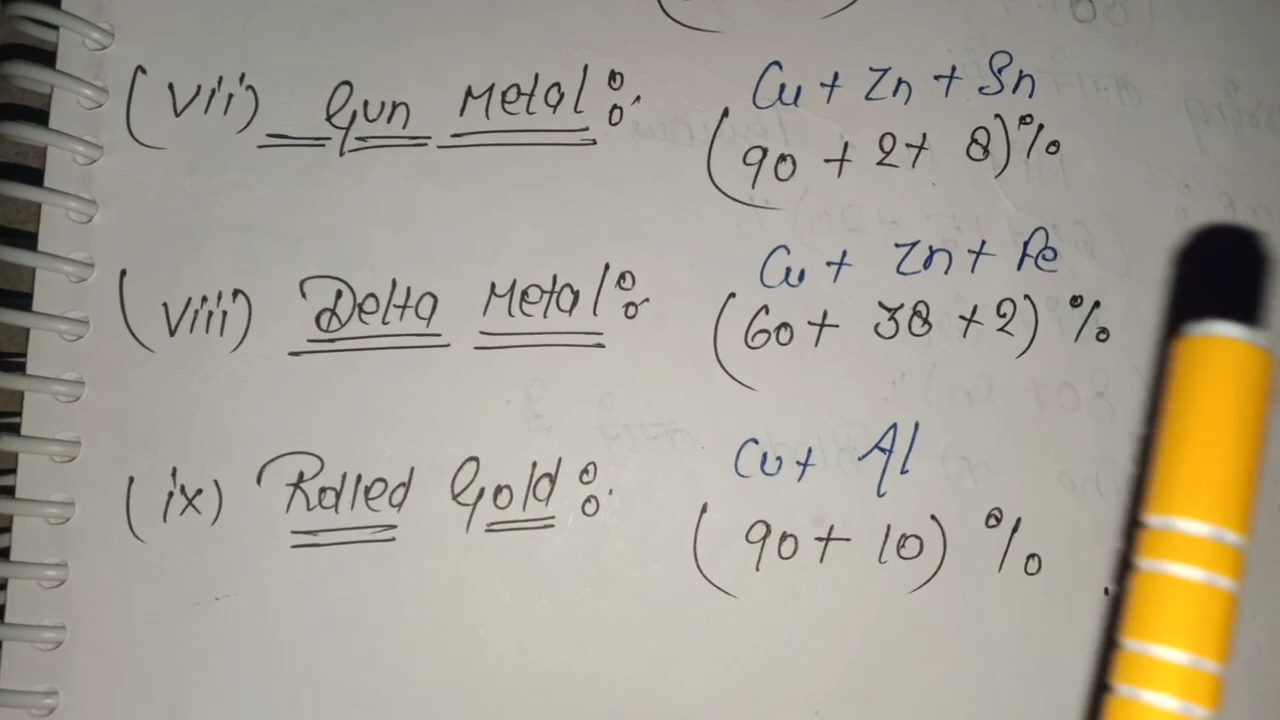 (vii) Gun Metal : Cu + Zn + Sn
(90 + 2 + 8) %
(viii) Delta Metal : Cu + Zn + Fe
(60 + 38 + 2) %
(ix) Rolled Gold : Cu + Al
(90 + 10) %